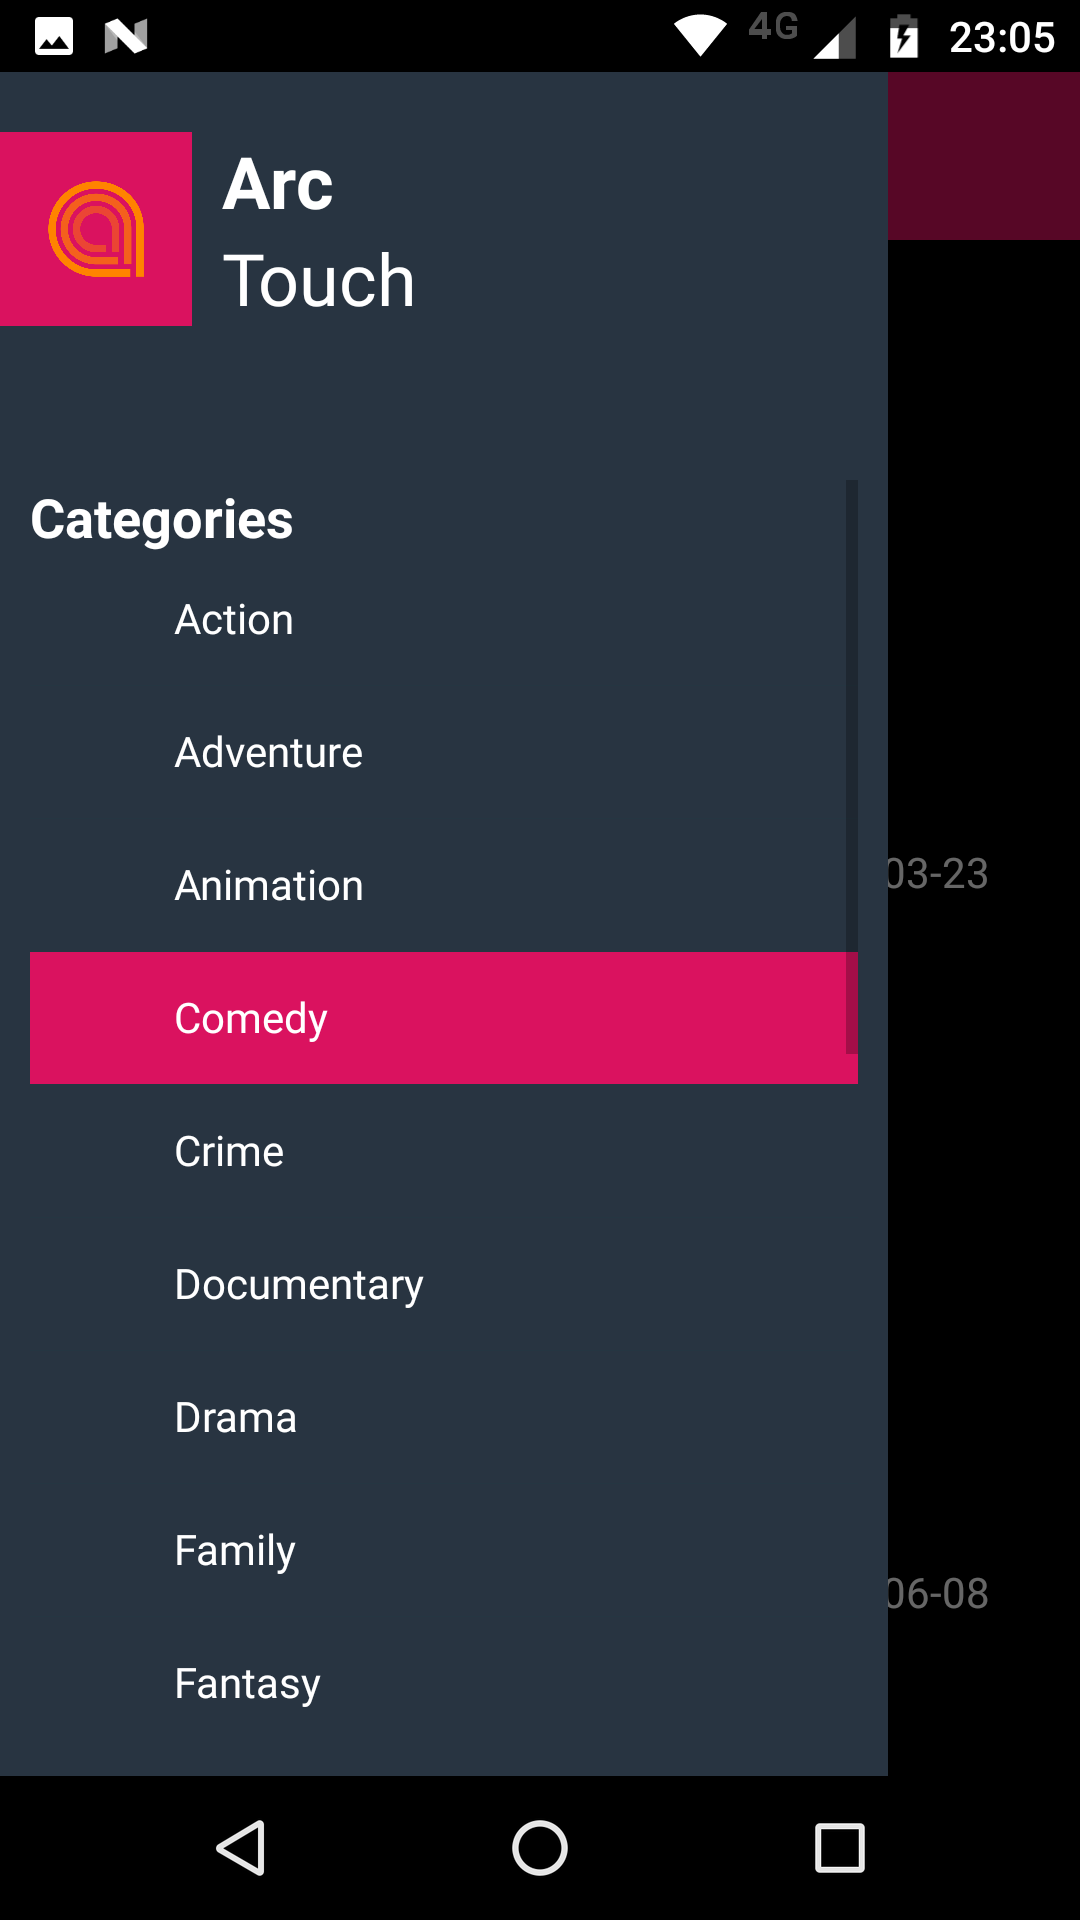 4G 23:05
Arc
Touch
Categories
Action
Adventure
Animation
03-23
Comedy
Crime
Documentary
Drama
Family
06-08
Fantasy